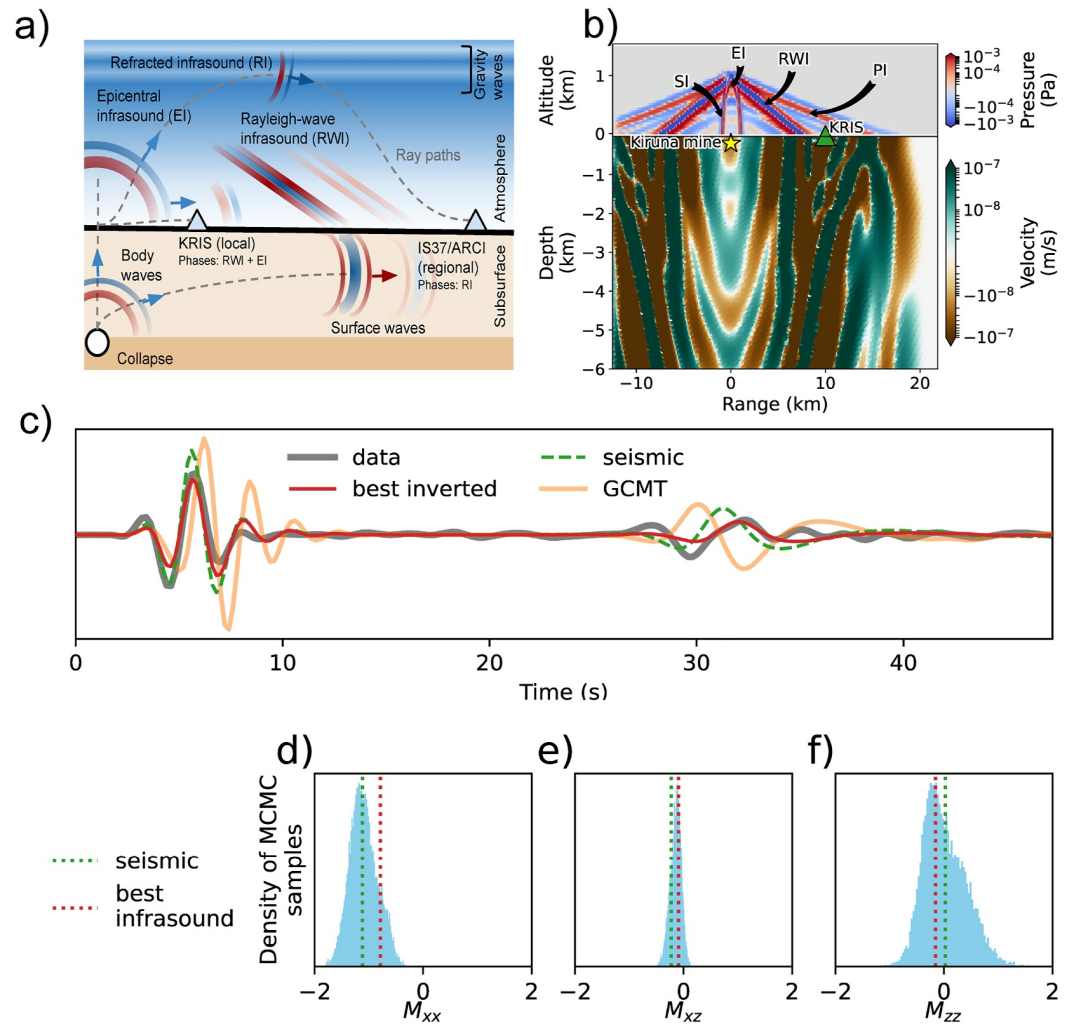 a)
Refracted infrasound (RI)
Gravity
waves
Epicentral
infrasound (EI)
Rayleigh-wave
infrasound (RWI)
Ray paths
Atmosphere
KRIS (local)
Phases: RWI + EI
IS37/ARCI
(regional)
Phases: RI
Body
waves
Subsurface
Surface waves
Collapse
b)
Altitude
(km)
1
0
SI
EI
RWI
PI
KRIS
Kiruna mine
Depth
(km)
−1
−2
−3
−4
−5
−6
−10
0
10
20
Range (km)
10⁻³
10⁻⁴
−10⁻⁴
−10⁻³
Pressure
(Pa)
10⁻⁷
10⁻⁸
−10⁻⁸
−10⁻⁷
Velocity
(m/s)
c)
data
best inverted
seismic
GCMT
0
10
20
30
40
Time (s)
seismic
best
infrasound
d)
Density of MCMC
samples
−2
0
2
Mxx
e)
−2
0
2
Mxz
f)
−2
0
2
Mzz